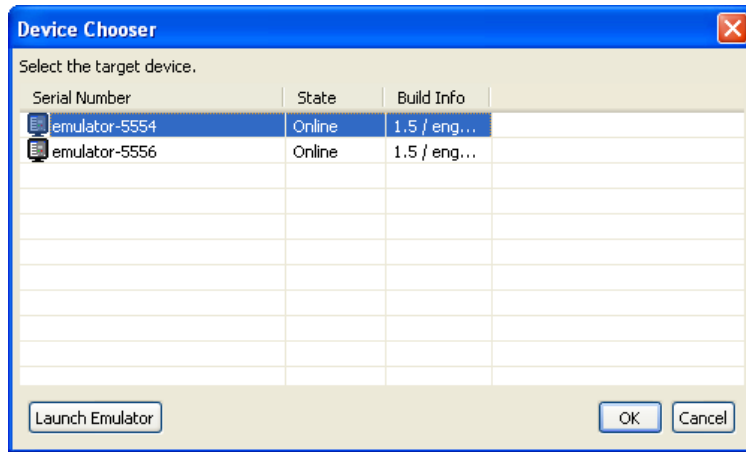 Device Chooser
Select the target device.
Serial Number State Build Info
emulator-5554 Online 1.5 / eng...
emulator-5556 Online 1.5 / eng...
Launch Emulator OK Cancel